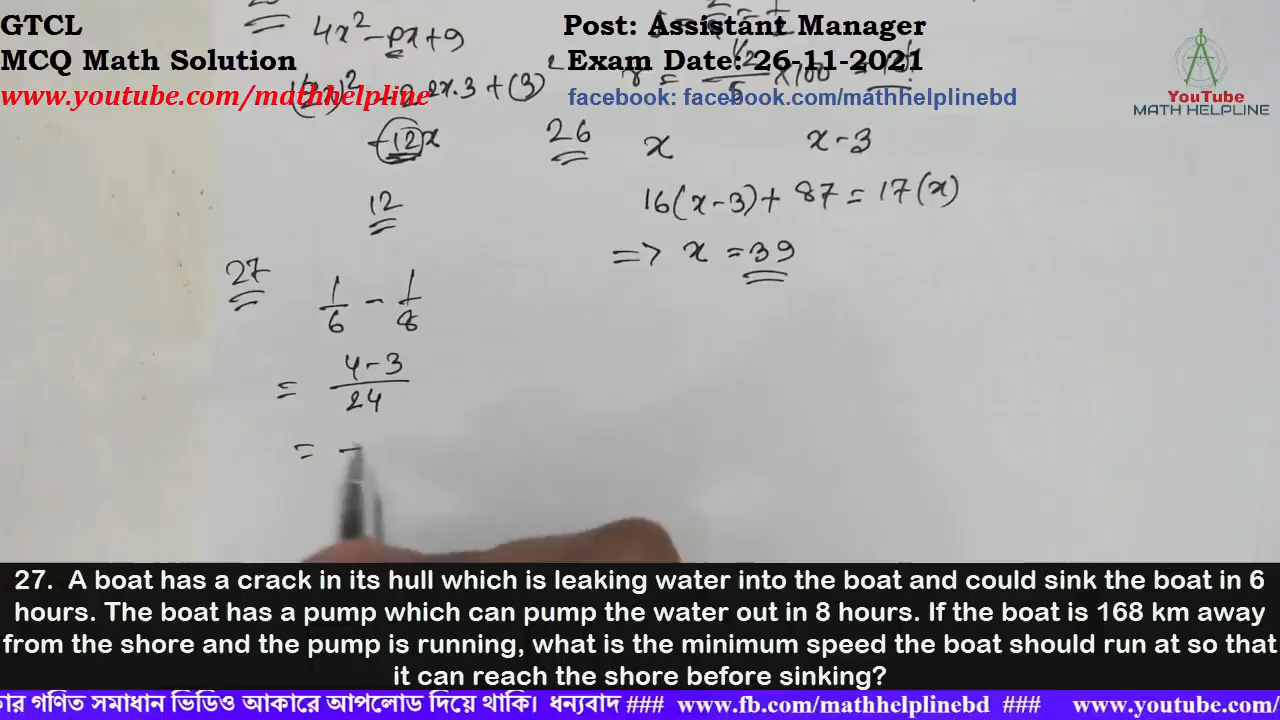 GTCL
Post: Assistant Manager
MCQ Math Solution
Exam Date: 26-11-2021
www.youtube.com/mathhelpline
facebook: facebook.com/mathhelplinebd
YouTube
MATH HELPLINE
4x² - px + 9
2x.3 + (3)²
-12x
12
26
x x-3
16(x-3) + 87 = 17(x)
=> x = 39
27
1/6 - 1/8
= 4-3/24
=
27. A boat has a crack in its hull which is leaking water into the boat and could sink the boat in 6
hours. The boat has a pump which can pump the water out in 8 hours. If the boat is 168 km away
from the shore and the pump is running, what is the minimum speed the boat should run at so that
it can reach the shore before sinking?
গণিত সমাধান ভিডিও আকারে আপলোড দিয়ে থাকি। ধন্যবাদ ### www.fb.com/mathhelplinebd ### www.youtube.com/